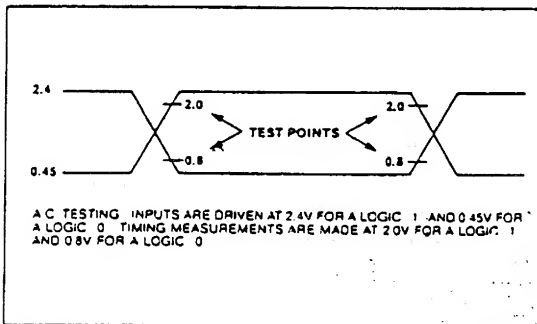 2.4
2.0
TEST POINTS
2.0
0.8
0.8
0.45
A C TESTING INPUTS ARE DRIVEN AT 2.4V FOR A LOGIC 1 AND 0.45V FOR
A LOGIC 0 TIMING MEASUREMENTS ARE MADE AT 2.0V FOR A LOGIC 1
AND 0.8V FOR A LOGIC 0